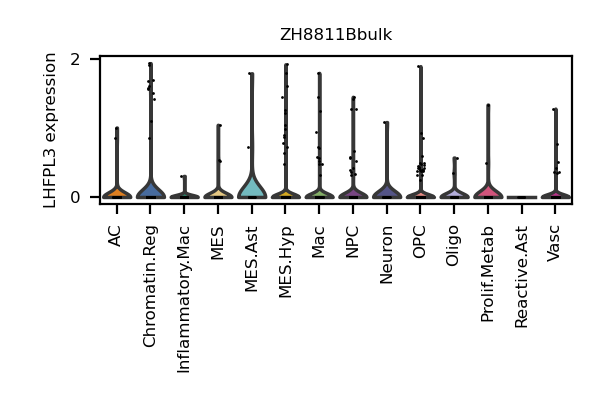 ZH8811Bbulk
LHFPL3 expression
2
0
AC
Chromatin.Reg
Inflammatory.Mac
MES
MES.Ast
MES.Hyp
Mac
NPC
Neuron
OPC
Oligo
Prolif.Metab
Reactive.Ast
Vasc